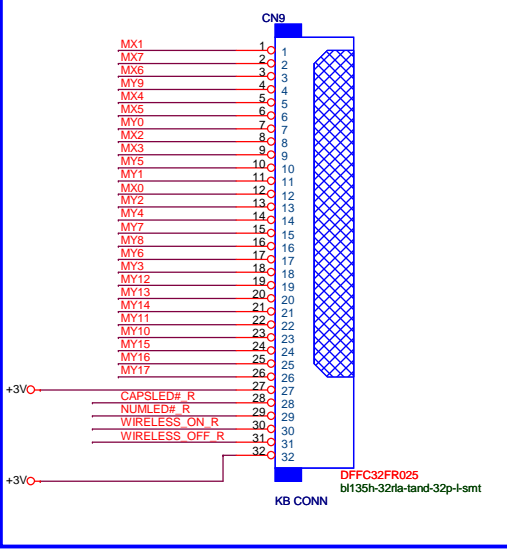 CN9
MX1 1 1
MX7 2 2
MX6 3 3
MY9 4 4
MX4 5 5
MX5 6 6
MY0 7 7
MX2 8 8
MX3 9 9
MY5 10 10
MY1 11 11
MX0 12 12
MY2 13 13
MY4 14 14
MY7 15 15
MY8 16 16
MY6 17 17
MY3 18 18
MY12 19 19
MY13 20 20
MY14 21 21
MY11 22 22
MY10 23 23
MY15 24 24
MY16 25 25
MY17 26 26
+3VO 27 27
CAPSLED#_R 28 28
NUMLED#_R 29 29
WIRELESS_ON_R 30 30
WIRELESS_OFF_R 31 31
32 32
+3V
DFFC32FR025
bl135h-32rla-tand-32p-l-smt
KB CONN